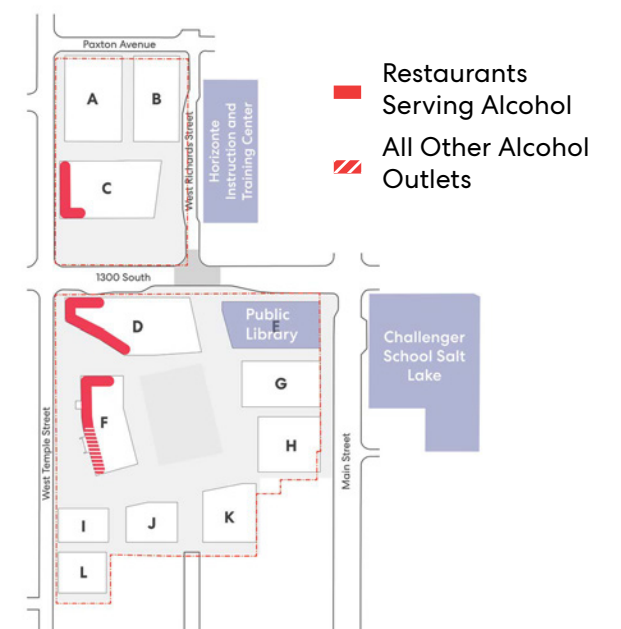 Paxton Avenue
Restaurants
Serving Alcohol
All Other Alcohol
Outlets
A
B
West Richards Street
Horizonte
Instruction and
Training Center
C
1300 South
D
Public
Library
E
Challenger
School Salt
Lake
G
F
H
West Temple Street
Main Street
I
J
K
L